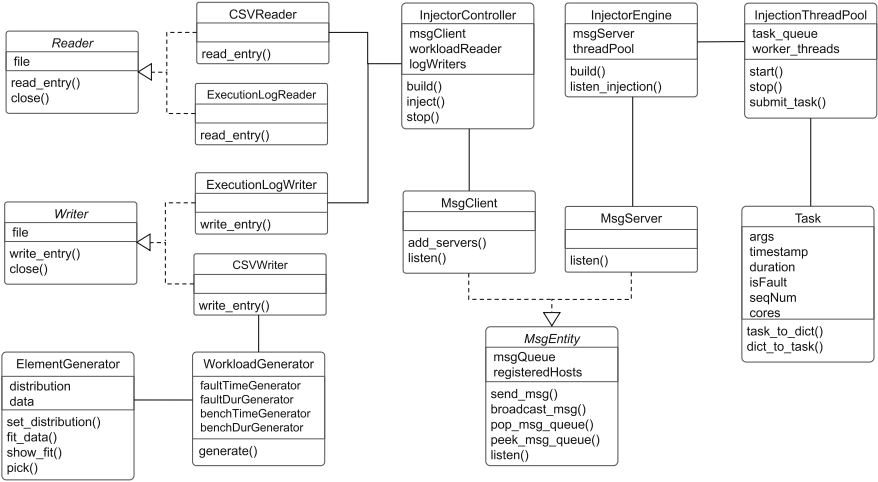 Reader
file
read_entry()
close()
CSVReader
read_entry()
ExecutionLogReader
read_entry()
InjectorController
msgClient
workloadReader
logWriters
build()
inject()
stop()
InjectorEngine
msgServer
threadPool
build()
listen_injection()
InjectionThreadPool
task_queue
worker_threads
start()
stop()
submit_task()
Writer
file
write_entry()
close()
ExecutionLogWriter
write_entry()
CSVWriter
write_entry()
MsgClient
add_servers()
listen()
MsgServer
listen()
Task
args
timestamp
duration
isFault
seqNum
cores
task_to_dict()
dict_to_task()
ElementGenerator
distribution
data
set_distribution()
fit_data()
show_fit()
pick()
WorkloadGenerator
faultTimeGenerator
faultDurGenerator
benchTimeGenerator
benchDurGenerator
generate()
MsgEntity
msgQueue
registeredHosts
send_msg()
broadcast_msg()
pop_msg_queue()
peek_msg_queue()
listen()